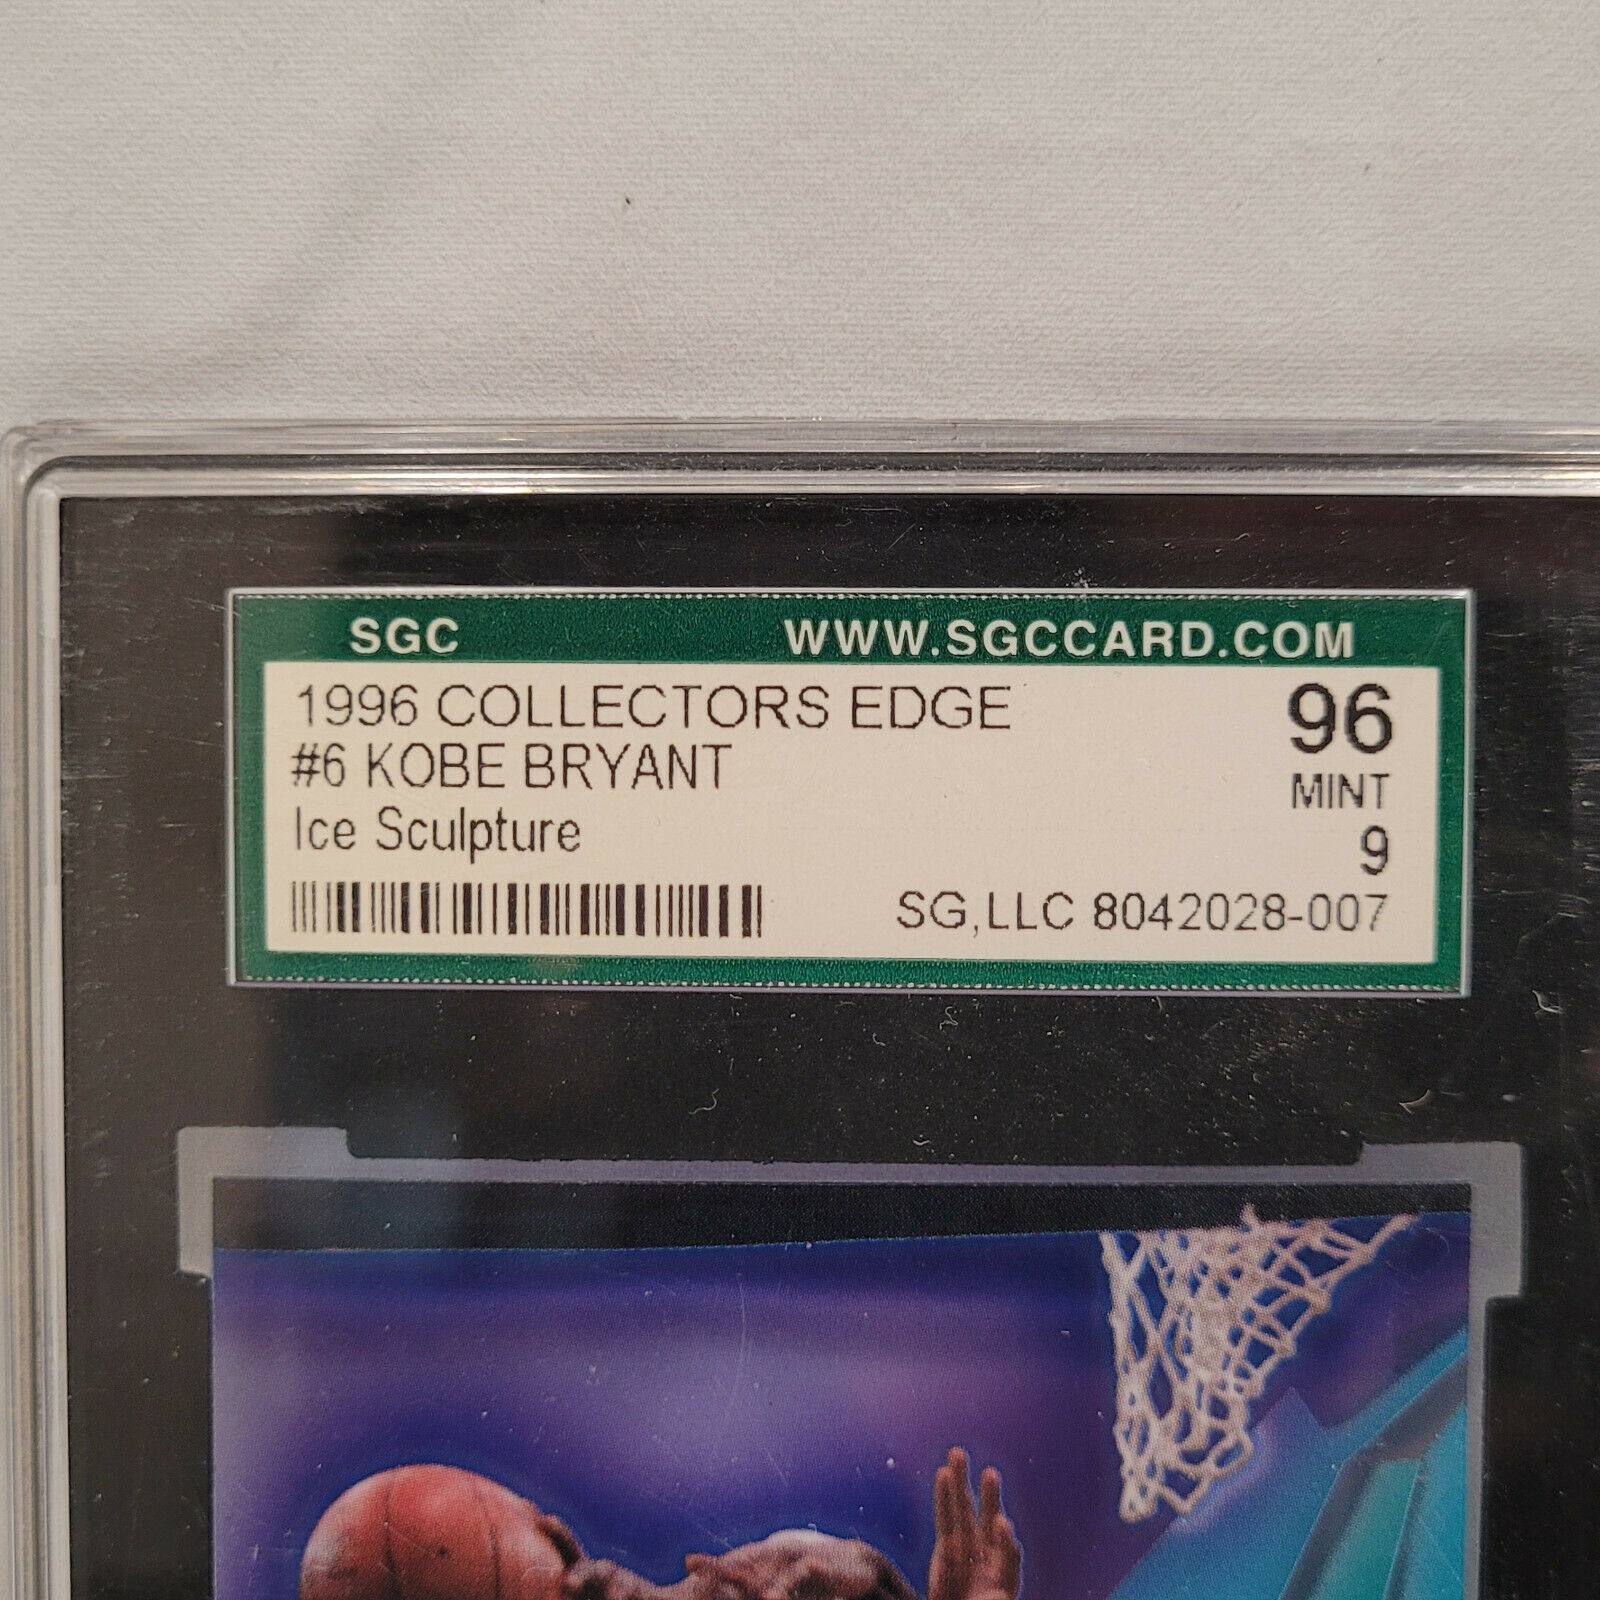 SGC WWW.SGCCARD.COM
1996 COLLECTORS EDGE 96
#6 KOBE BRYANT MINT
Ice Sculpture 9
SG,LLC 8042028-007